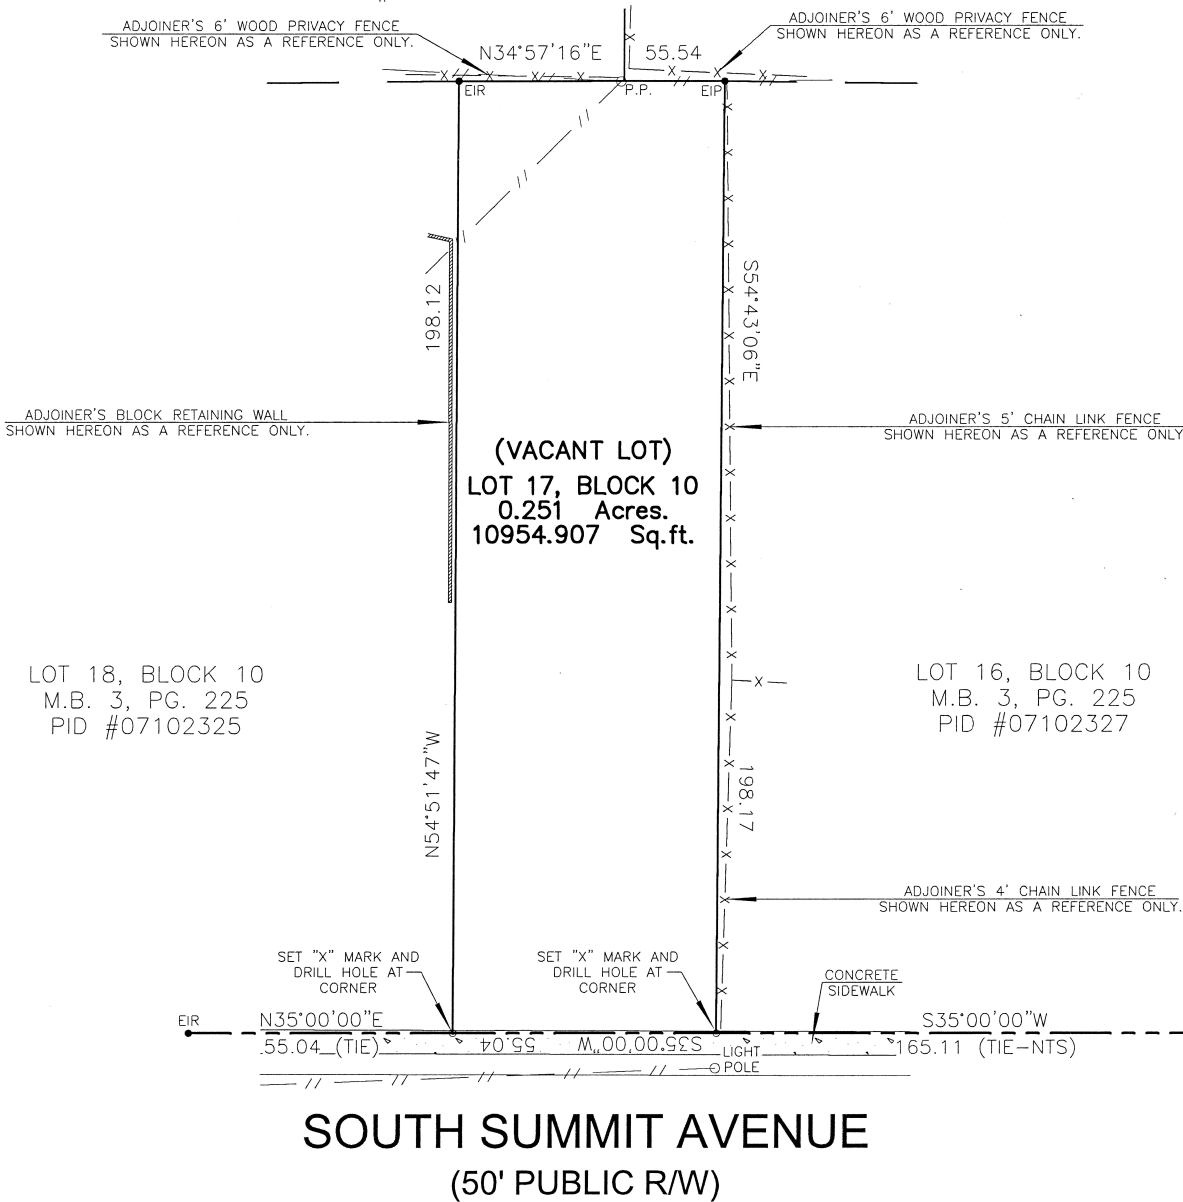 ADJOINER'S 6' WOOD PRIVACY FENCE
SHOWN HEREON AS A REFERENCE ONLY.
ADJOINER'S 6' WOOD PRIVACY FENCE
SHOWN HEREON AS A REFERENCE ONLY.
N34°57'16"E 55.54
EIR
P.P.
EIP
198.12
S54°43'06"E
ADJOINER'S BLOCK RETAINING WALL
SHOWN HEREON AS A REFERENCE ONLY.
ADJOINER'S 5' CHAIN LINK FENCE
SHOWN HEREON AS A REFERENCE ONLY
(VACANT LOT)
LOT 17, BLOCK 10
0.251 Acres.
10954.907 Sq.ft.
LOT 18, BLOCK 10
M.B. 3, PG. 225
PID #07102325
LOT 16, BLOCK 10
M.B. 3, PG. 225
PID #07102327
N54°51'47"W
198.17
ADJOINER'S 4' CHAIN LINK FENCE
SHOWN HEREON AS A REFERENCE ONLY.
SET "X" MARK AND
DRILL HOLE AT
CORNER
SET "X" MARK AND
DRILL HOLE AT
CORNER
CONCRETE
SIDEWALK
EIR
N35°00'00"E
55.04 (TIE)
S35°00'00"W 55.04
S35°00'00"W
165.11 (TIE-NTS)
LIGHT
POLE
SOUTH SUMMIT AVENUE
(50' PUBLIC R/W)